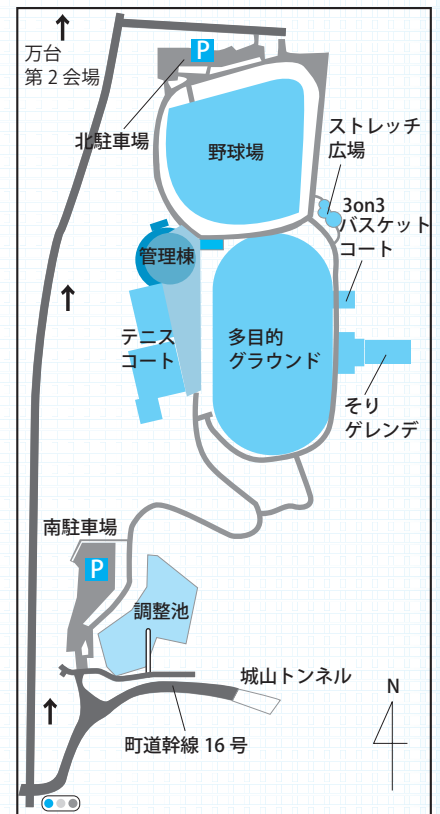 万台
第2会場
P
北駐車場
野球場
ストレッチ
広場
3on3
バスケット
コート
管理棟
テニス
コート
多目的
グラウンド
そり
ゲレンデ
南駐車場
P
調整池
城山トンネル
N
町道幹線16号